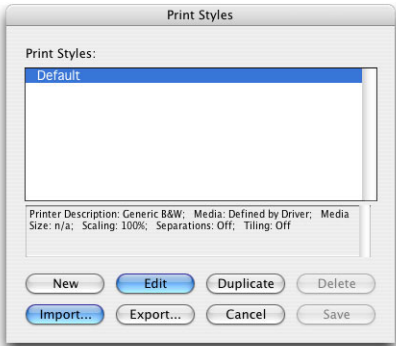 Print Styles
Print Styles:
Default
Printer Description: Generic B&W; Media: Defined by Driver; Media
Size: n/a; Scaling: 100%; Separations: Off; Tiling: Off
New Edit Duplicate Delete
Import... Export... Cancel Save